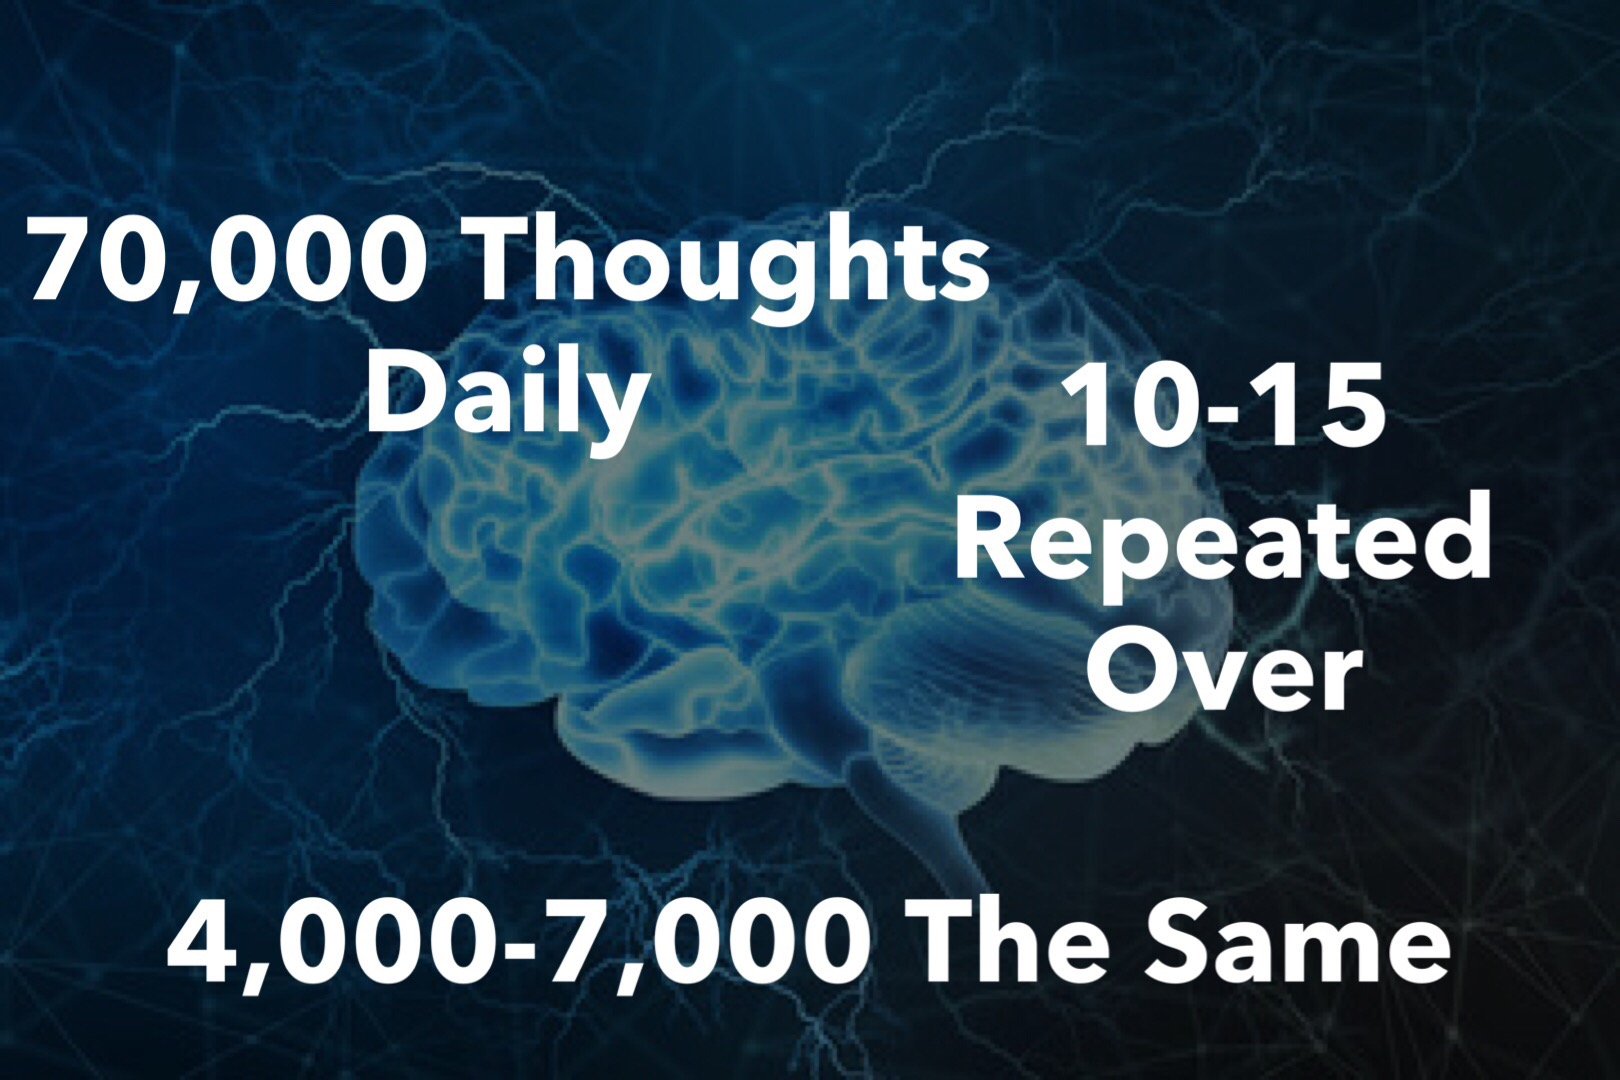 70,000 Thoughts
Daily
10-15
Repeated
Over
4,000-7,000 The Same